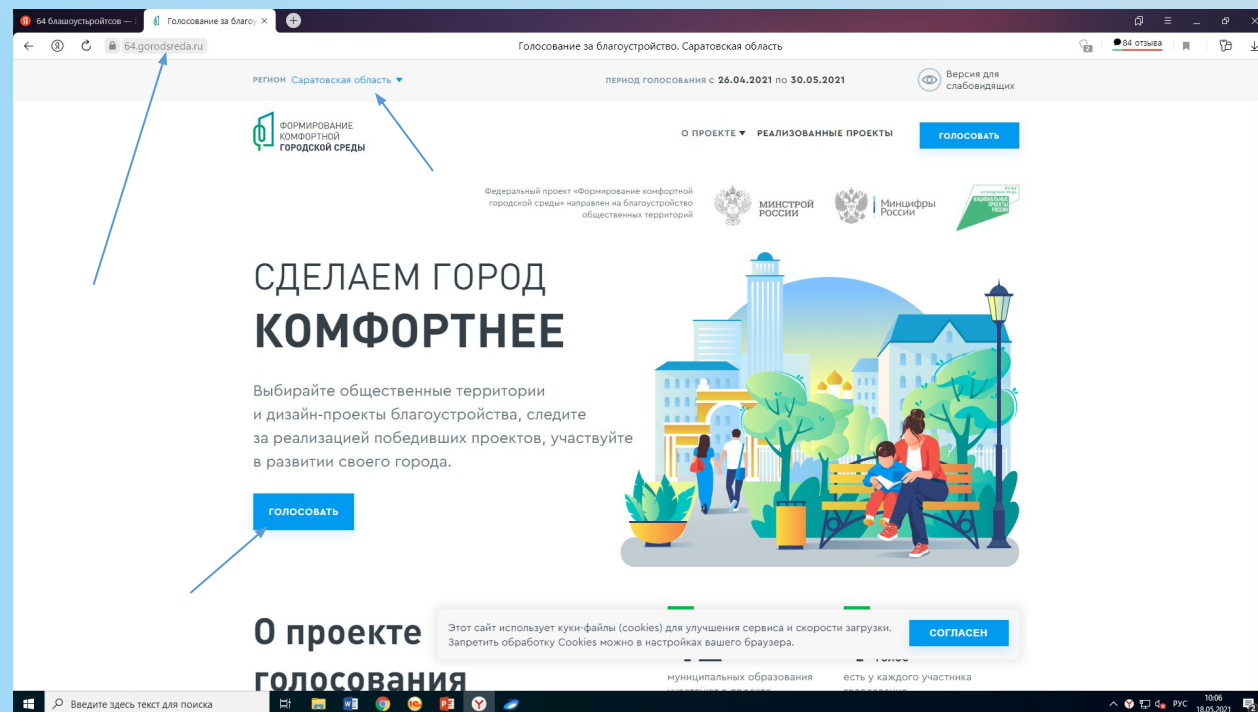 64 блашоустьройтсов —
Голосование за благоу
64.gorodsreda.ru
Голосование за благоустройство. Саратовская область
84 отзыва
РЕГИОН Саратовская область
ПЕРИОД ГОЛОСОВАНИЯ с 26.04.2021 по 30.05.2021
Версия для
слабовидящих
ФОРМИРОВАНИЕ
КОМФОРТНОЙ
ГОРОДСКОЙ СРЕДЫ
О ПРОЕКТЕ
РЕАЛИЗОВАННЫЕ ПРОЕКТЫ
ГОЛОСОВАТЬ
Федеральный проект «Формирование комфортной
городской среды» направлен на благоустройство
общественных территорий
МИНСТРОЙ
РОССИИ
Минцифры
России
НАЦИОНАЛЬНЫЕ
ПРОЕКТЫ
РОССИИ
СДЕЛАЕМ ГОРОД
КОМФОРТНЕЕ
Выбирайте общественные территории
и дизайн-проекты благоустройства, следите
за реализацией победивших проектов, участвуйте
в развитии своего города.
ГОЛОСОВАТЬ
О проекте
голосования
Этот сайт использует куки-файлы (cookies) для улучшения сервиса и скорости загрузки.
Запретить обработку Cookies можно в настройках вашего браузера.
СОГЛАСЕН
муниципальных образования
есть у каждого участника
Введите здесь текст для поиска
РУС
10:06
18.05.2021